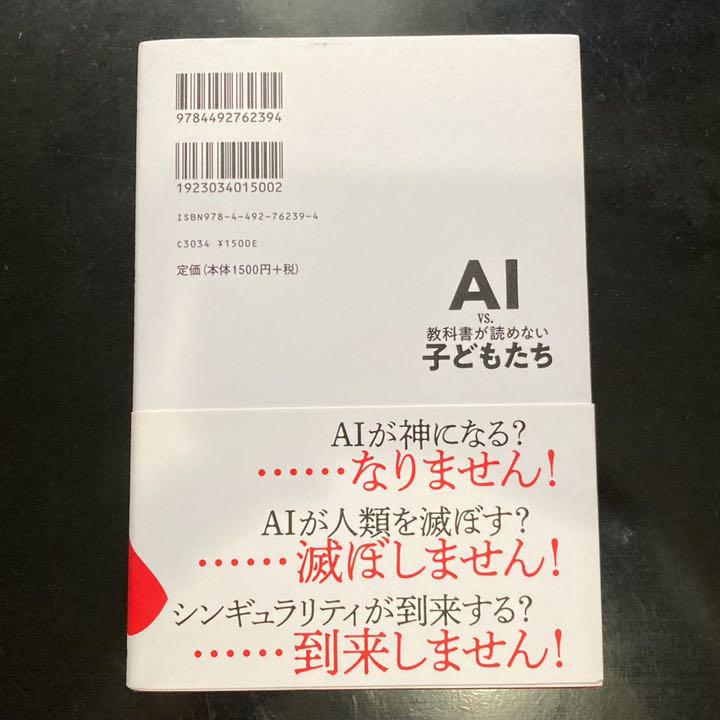 9784492762394
1923034015002
ISBN978-4-492-76239-4
C3034 ¥1500E
定価(本体1500円+税)
AI
vs.
教科書が読めない
子どもたち
AIが神になる?
……なりません!
AIが人類を滅ぼす?
……滅ぼしません!
シンギュラリティが到来する?
……到来しません!